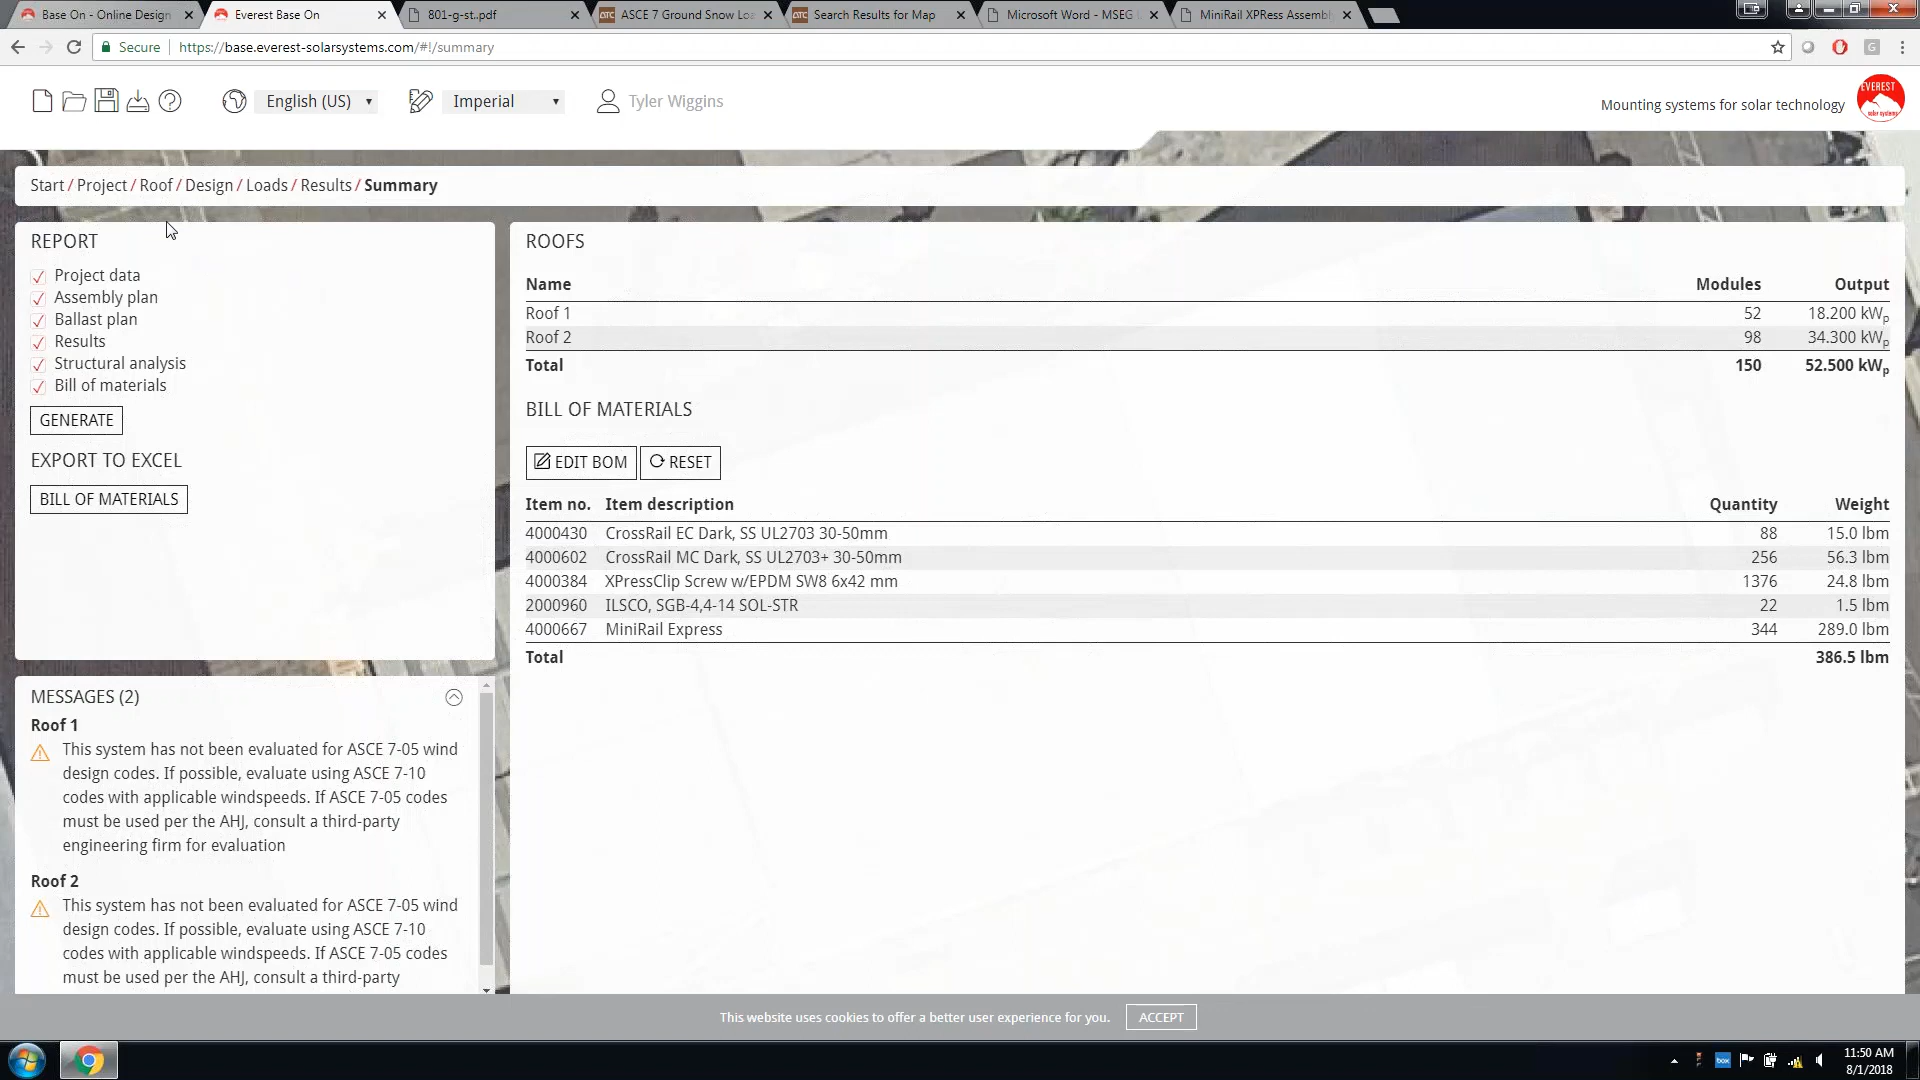 Base On - Online Design
Everest Base On
801-g-st..pdf
ASCE 7 Ground Snow Loa
Search Results for Map
Microsoft Word - MSEG
MiniRail XPRess Assembl
Secure
https://base.everest-solarsystems.com/#!/summary
English (US)
Imperial
Tyler Wiggins
Mounting systems for solar technology
EVEREST
solar systems
Start / Project / Roof / Design / Loads / Results / Summary
REPORT
Project data
Assembly plan
Ballast plan
Results
Structural analysis
Bill of materials
GENERATE
EXPORT TO EXCEL
BILL OF MATERIALS
MESSAGES (2)
Roof 1
This system has not been evaluated for ASCE 7-05 wind
design codes. If possible, evaluate using ASCE 7-10
codes with applicable windspeeds. If ASCE 7-05 codes
must be used per the AHJ, consult a third-party
engineering firm for evaluation
Roof 2
This system has not been evaluated for ASCE 7-05 wind
design codes. If possible, evaluate using ASCE 7-10
codes with applicable windspeeds. If ASCE 7-05 codes
must be used per the AHJ, consult a third-party
ROOFS
Name Modules Output
Roof 1 52 18.200 kWp
Roof 2 98 34.300 kWp
Total 150 52.500 kWp
BILL OF MATERIALS
EDIT BOM RESET
Item no. Item description Quantity Weight
4000430 CrossRail EC Dark, SS UL2703 30-50mm 88 15.0 lbm
4000602 CrossRail MC Dark, SS UL2703+ 30-50mm 256 56.3 lbm
4000384 XPressClip Screw w/EPDM SW8 6x42 mm 1376 24.8 lbm
2000960 ILSCO, SGB-4,4-14 SOL-STR 22 1.5 lbm
4000667 MiniRail Express 344 289.0 lbm
Total 386.5 lbm
This website uses cookies to offer a better user experience for you.
ACCEPT
box
11:50 AM
8/1/2018